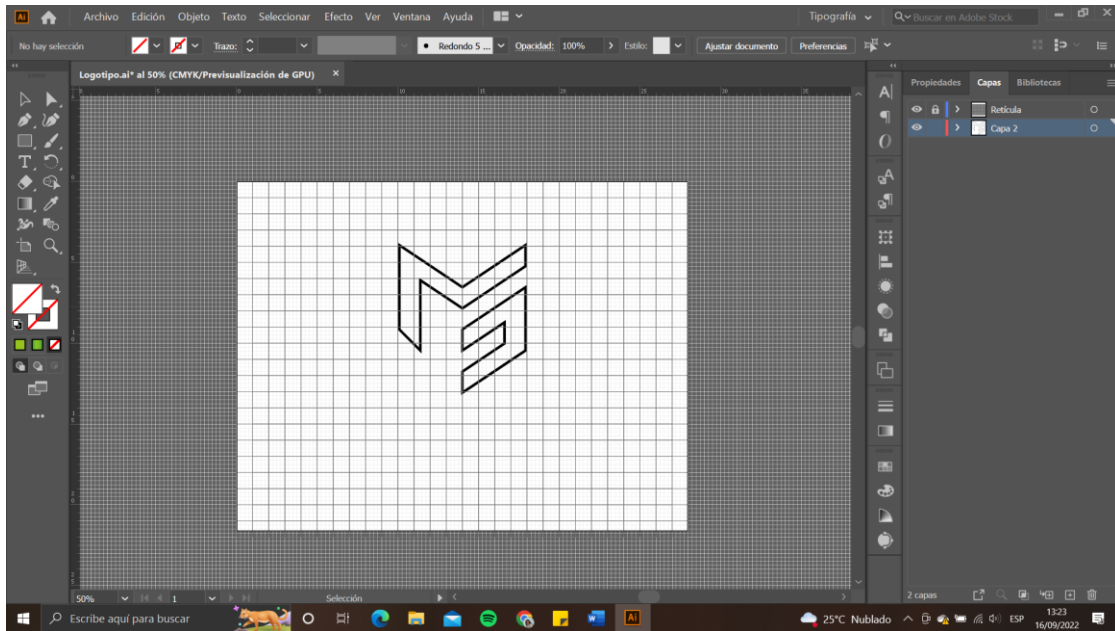 Ai Archivo Edición Objeto Texto Seleccionar Efecto Ver Ventana Ayuda Tipografía Buscar en Adobe Stock
No hay selección Trazo: Redondo 5 ... Opacidad: 100% Estilo: Ajustar documento Preferencias
Logotipo.ai* al 50% (CMYK/Previsualización de GPU) ×
Propiedades Capas Bibliotecas
Retícula
Capa 2
50% 1 Selección
2 capas
Escribe aquí para buscar Ai 25°C Nublado ESP 13:23
16/09/2022